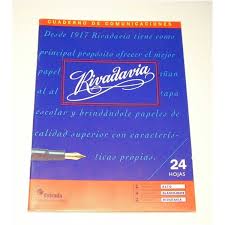 CUADERNO DE COMUNICACIONES
Desde 1917 Rivadavia tiene como
principal propósito ofrecer el mejor
papel
Rivadavia
escolar y brindándole papeles de
calidad superior con caracterís-
ticas propias.
24
HOJAS
estrada